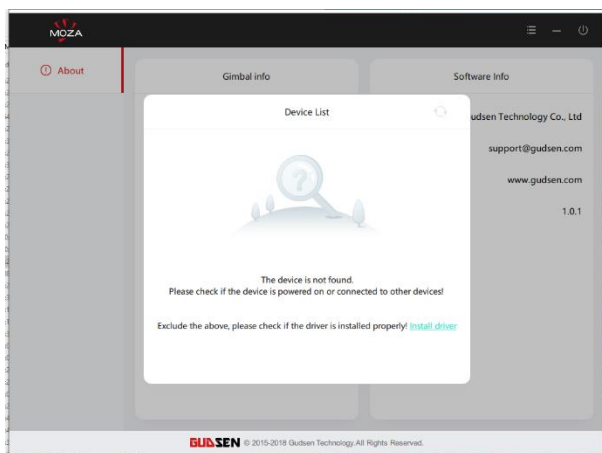 MOZA
About
Gimbal info
Software Info
Device List
udsen Technology Co., Ltd
support@gudsen.com
www.gudsen.com
1.0.1
The device is not found.
Please check if the device is powered on or connected to other devices!
Exclude the above, please check if the driver is installed properly! Install driver
GUDSEN © 2015-2018 Gudsen Technology.All Rights Reserved.